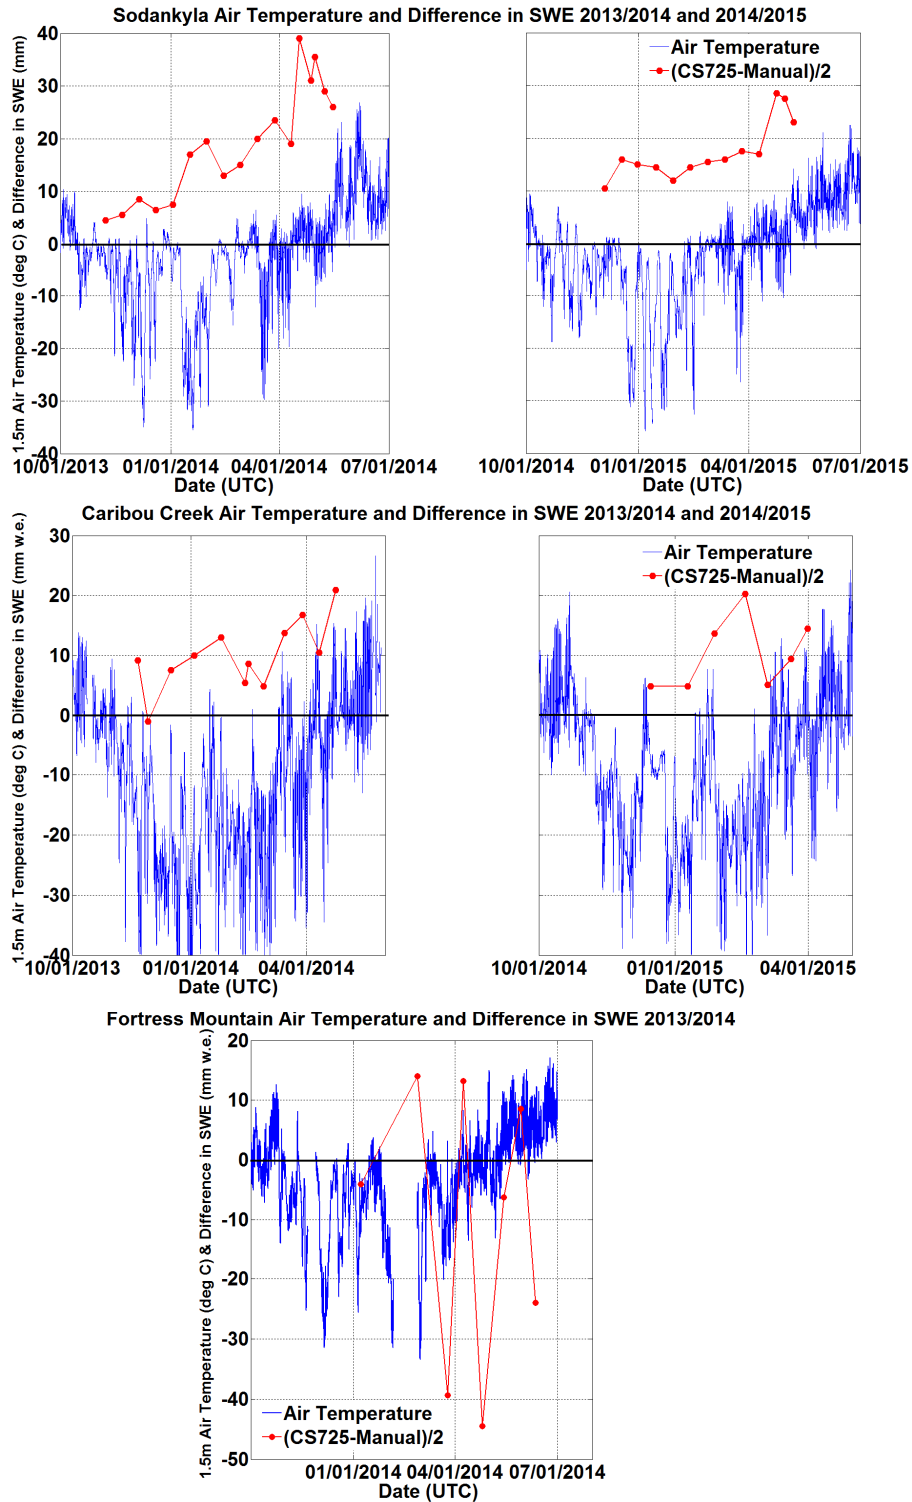 Sodankyla Air Temperature and Difference in SWE 2013/2014 and 2014/2015
1.5m Air Temperature (deg C) & Difference in SWE (mm)
40
30
20
10
0
-10
-20
-30
-40
10/01/2013 01/01/2014 04/01/2014 07/01/2014
Date (UTC)
Air Temperature
(CS725-Manual)/2
10/01/2014 01/01/2015 04/01/2015 07/01/2015
Date (UTC)
Caribou Creek Air Temperature and Difference in SWE 2013/2014 and 2014/2015
1.5m Air Temperature (deg C) & Difference in SWE (mm w.e.)
30
20
10
0
-10
-20
-30
-40
10/01/2013 01/01/2014 04/01/2014
Date (UTC)
Air Temperature
(CS725-Manual)/2
10/01/2014 01/01/2015 04/01/2015
Date (UTC)
Fortress Mountain Air Temperature and Difference in SWE 2013/2014
1.5m Air Temperature (deg C) & Difference in SWE (mm w.e.)
20
10
0
-10
-20
-30
-40
-50
Air Temperature
(CS725-Manual)/2
01/01/2014 04/01/2014 07/01/2014
Date (UTC)